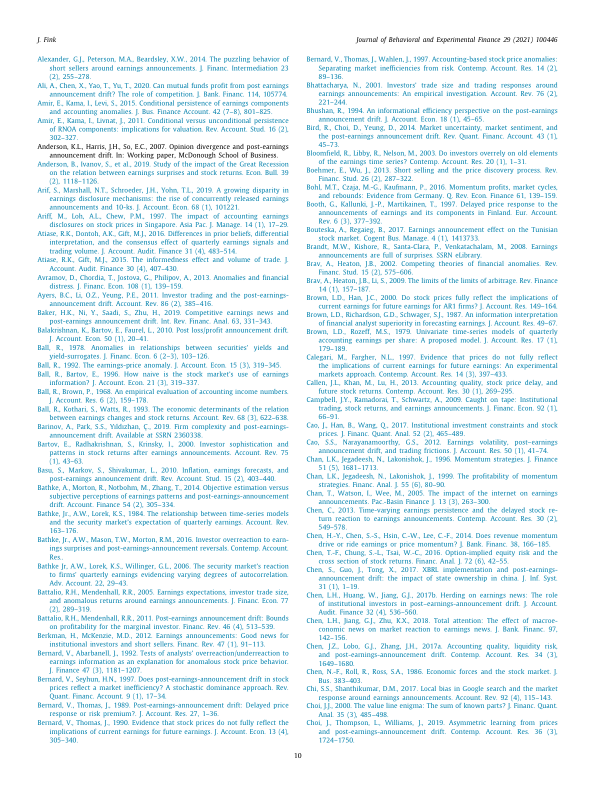 J. Fink
Journal of Behavioral and Experimental Finance 29 (2021) 100446
Alexander, G.J., Peterson, M.A., Beardsley, X.W., 2014. The puzzling behavior of
short sellers around earnings announcements. J. Financ. Intermediation 23
(2), 255–278.
Ali, A., Chen, X., Yao, T., Yu, T., 2020. Can mutual funds profit from post earnings
announcement drift? The role of competition. J. Bank. Financ. 114, 105774.
Amir, E., Kama, I., Levi, S., 2015. Conditional persistence of earnings components
and accounting anomalies. J. Bus. Finance Account. 42 (7–8), 801–825.
Amir, E., Kama, I., Livnat, J., 2011. Conditional versus unconditional persistence
of RNOA components: implications for valuation. Rev. Account. Stud. 16 (2),
302–327.
Anderson, K.L., Harris, J.H., So, E.C., 2007. Opinion divergence and post-earnings
announcement drift. In: Working paper, McDonough School of Business.
Anderson, B., Ivanov, S., et al., 2019. Study of the impact of the Great Recession
on the relation between earnings surprises and stock returns. Econ. Bull. 39
(2), 1118–1126.
Arif, S., Marshall, N.T., Schroeder, J.H., Yohn, T.L., 2019. A growing disparity in
earnings disclosure mechanisms: the rise of concurrently released earnings
announcements and 10-ks. J. Account. Econ. 68 (1), 101221.
Ariff, M., Loh, A.L., Chew, P.M., 1997. The impact of accounting earnings
disclosures on stock prices in Singapore. Asia Pac. J. Manage. 14 (1), 17–29.
Atiase, R.K., Dontoh, A.K., Gift, M.J., 2016. Differences in prior beliefs, differential
interpretation, and the consensus effect of quarterly earnings signals and
trading volume. J. Account. Audit. Finance 31 (4), 483–514.
Atiase, R.K., Gift, M.J., 2015. The informedness effect and volume of trade. J.
Account. Audit. Finance 30 (4), 407–430.
Avramov, D., Chordia, T., Jostova, G., Philipov, A., 2013. Anomalies and financial
distress. J. Financ. Econ. 108 (1), 139–159.
Ayers, B.C., Li, O.Z., Yeung, P.E., 2011. Investor trading and the post-earnings-
announcement drift. Account. Rev. 86 (2), 385–416.
Baker, H.K., Ni, Y., Saadi, S., Zhu, H., 2019. Competitive earnings news and
post-earnings announcement drift. Int. Rev. Financ. Anal. 63, 331–343.
Balakrishnan, K., Bartov, E., Faurel, L., 2010. Post loss/profit announcement drift.
J. Account. Econ. 50 (1), 20–41.
Ball, R., 1978. Anomalies in relationships between securities' yields and
yield-surrogates. J. Financ. Econ. 6 (2–3), 103–126.
Ball, R., 1992. The earnings-price anomaly. J. Account. Econ. 15 (3), 319–345.
Ball, R., Bartov, E., 1996. How naive is the stock market's use of earnings
information? J. Account. Econ. 21 (3), 319–337.
Ball, R., Brown, P., 1968. An empirical evaluation of accounting income numbers.
J. Account. Res. 6 (2), 159–178.
Ball, R., Kothari, S., Watts, R., 1993. The economic determinants of the relation
between earnings changes and stock returns. Account. Rev. 68 (3), 622–638.
Barinov, A., Park, S.S., Yıldızhan, Ç., 2019. Firm complexity and post-earnings-
announcement drift. Available at SSRN 2360338.
Bartov, E., Radhakrishnan, S., Krinsky, I., 2000. Investor sophistication and
patterns in stock returns after earnings announcements. Account. Rev. 75
(1), 43–63.
Basu, S., Markov, S., Shivakumar, L., 2010. Inflation, earnings forecasts, and
post-earnings announcement drift. Rev. Account. Stud. 15 (2), 403–440.
Bathke, A., Morton, R., Notbohm, M., Zhang, T., 2014. Objective estimation versus
subjective perceptions of earnings patterns and post-earnings-announcement
drift. Account. Finance 54 (2), 305–334.
Bathke, Jr., A.W., Lorek, K.S., 1984. The relationship between time-series models
and the security market's expectation of quarterly earnings. Account. Rev.
163–176.
Bathke, Jr., A.W., Mason, T.W., Morton, R.M., 2016. Investor overreaction to earn-
ings surprises and post-earnings-announcement reversals. Contemp. Account.
Res.
Bathke Jr., A.W., Lorek, K.S., Willinger, G.L., 2006. The security market's reaction
to firms' quarterly earnings evidencing varying degrees of autocorrelation.
Adv. Account. 22, 29–43.
Battalio, R.H., Mendenhall, R.R., 2005. Earnings expectations, investor trade size,
and anomalous returns around earnings announcements. J. Financ. Econ. 77
(2), 289–319.
Battalio, R.H., Mendenhall, R.R., 2011. Post-earnings announcement drift: Bounds
on profitability for the marginal investor. Financ. Rev. 46 (4), 513–539.
Berkman, H., McKenzie, M.D., 2012. Earnings announcements: Good news for
institutional investors and short sellers. Financ. Rev. 47 (1), 91–113.
Bernard, V., Abarbanell, J., 1992. Tests of analysts' overreaction/underreaction to
earnings information as an explanation for anomalous stock price behavior.
J. Finance 47 (3), 1181–1207.
Bernard, V., Seyhun, H.N., 1997. Does post-earnings-announcement drift in stock
prices reflect a market inefficiency? A stochastic dominance approach. Rev.
Quant. Financ. Account. 9 (1), 17–34.
Bernard, V., Thomas, J., 1989. Post-earnings-announcement drift: Delayed price
response or risk premium?. J. Account. Res. 27, 1–36.
Bernard, V., Thomas, J., 1990. Evidence that stock prices do not fully reflect the
implications of current earnings for future earnings. J. Account. Econ. 13 (4),
305–340.
Bernard, V., Thomas, J., Wahlen, J., 1997. Accounting-based stock price anomalies:
Separating market inefficiencies from risk. Contemp. Account. Res. 14 (2),
89–136.
Bhattacharya, N., 2001. Investors' trade size and trading responses around
earnings announcements: An empirical investigation. Account. Rev. 76 (2),
221–244.
Bhushan, R., 1994. An informational efficiency perspective on the post-earnings
announcement drift. J. Account. Econ. 18 (1), 45–65.
Bird, R., Choi, D., Yeung, D., 2014. Market uncertainty, market sentiment, and
the post-earnings announcement drift. Rev. Quant. Financ. Account. 43 (1),
45–73.
Bloomfield, R., Libby, R., Nelson, M., 2003. Do investors overrely on old elements
of the earnings time series? Contemp. Account. Res. 20 (1), 1–31.
Boehmer, E., Wu, J., 2013. Short selling and the price discovery process. Rev.
Financ. Stud. 26 (2), 287–322.
Bohl, M.T., Czaja, M.-G., Kaufmann, P., 2016. Momentum profits, market cycles,
and rebounds: Evidence from Germany. Q. Rev. Econ. Finance 61, 139–159.
Booth, G., Kallunki, J.-P., Martikainen, T., 1997. Delayed price response to the
announcements of earnings and its components in Finland. Eur. Account.
Rev. 6 (3), 377–392.
Bouteska, A., Regaieg, B., 2017. Earnings announcement effect on the Tunisian
stock market. Cogent Bus. Manage. 4 (1), 1413733.
Brandt, M.W., Kishore, R., Santa-Clara, P., Venkatachalam, M., 2008. Earnings
announcements are full of surprises. SSRN eLibrary.
Brav, A., Heaton, J.B., 2002. Competing theories of financial anomalies. Rev.
Financ. Stud. 15 (2), 575–606.
Brav, A., Heaton, J.B., Li, S., 2009. The limits of the limits of arbitrage. Rev. Finance
14 (1), 157–187.
Brown, L.D., Han, J.C., 2000. Do stock prices fully reflect the implications of
current earnings for future earnings for AR1 firms? J. Account. Res. 149–164.
Brown, L.D., Richardson, G.D., Schwager, S.J., 1987. An information interpretation
of financial analyst superiority in forecasting earnings. J. Account. Res. 49–67.
Brown, L.D., Rozeff, M.S., 1979. Univariate time-series models of quarterly
accounting earnings per share: A proposed model. J. Account. Res. 17 (1),
179–189.
Calegari, M., Fargher, N.L., 1997. Evidence that prices do not fully reflect
the implications of current earnings for future earnings: An experimental
markets approach. Contemp. Account. Res. 14 (3), 397–433.
Callen, J.L., Khan, M., Lu, H., 2013. Accounting quality, stock price delay, and
future stock returns. Contemp. Account. Res. 30 (1), 269–295.
Campbell, J.Y., Ramadorai, T., Schwartz, A., 2009. Caught on tape: Institutional
trading, stock returns, and earnings announcements. J. Financ. Econ. 92 (1),
66–91.
Cao, J., Han, B., Wang, Q., 2017. Institutional investment constraints and stock
prices. J. Financ. Quant. Anal. 52 (2), 465–489.
Cao, S.S., Narayanamoorthy, G.S., 2012. Earnings volatility, post-earnings
announcement drift, and trading frictions. J. Account. Res. 50 (1), 41–74.
Chan, L.K., Jegadeesh, N., Lakonishok, J., 1996. Momentum strategies. J. Finance
51 (5), 1681–1713.
Chan, L.K., Jegadeesh, N., Lakonishok, J., 1999. The profitability of momentum
strategies. Financ. Anal. J. 55 (6), 80–90.
Chan, T., Watson, I., Wee, M., 2005. The impact of the internet on earnings
announcements. Pac.-Basin Finance J. 13 (3), 263–300.
Chen, C., 2013. Time-varying earnings persistence and the delayed stock re-
turn reaction to earnings announcements. Contemp. Account. Res. 30 (2),
549–578.
Chen, H.-Y., Chen, S.-S., Hsin, C.-W., Lee, C.-F., 2014. Does revenue momentum
drive or ride earnings or price momentum? J. Bank. Financ. 38, 166–185.
Chen, T.-F., Chung, S.-L., Tsai, W.-C., 2016. Option-implied equity risk and the
cross section of stock returns. Financ. Anal. J. 72 (6), 42–55.
Chen, S., Guo, J., Tong, X., 2017. XBRL implementation and post-earnings-
announcement drift: the impact of state ownership in china. J. Inf. Syst.
31 (1), 1–19.
Chen, L.H., Huang, W., Jiang, G.J., 2017b. Herding on earnings news: The role
of institutional investors in post–earnings-announcement drift. J. Account.
Audit. Finance 32 (4), 536–560.
Chen, L.H., Jiang, G.J., Zhu, K.X., 2018. Total attention: The effect of macroe-
conomic news on market reaction to earnings news. J. Bank. Financ. 97,
142–156.
Chen, J.Z., Lobo, G.J., Zhang, J.H., 2017a. Accounting quality, liquidity risk,
and post-earnings-announcement drift. Contemp. Account. Res. 34 (3),
1649–1680.
Chen, N.-F., Roll, R., Ross, S.A., 1986. Economic forces and the stock market. J.
Bus. 383–403.
Chi, S.S., Shanthikumar, D.M., 2017. Local bias in Google search and the market
response around earnings announcements. Account. Rev. 92 (4), 115–143.
Choi, J.J., 2000. The value line enigma: The sum of known parts? J. Financ. Quant.
Anal. 35 (3), 485–498.
Choi, J., Thompson, L., Williams, J., 2019. Asymmetric learning from prices
and post-earnings-announcement drift. Contemp. Account. Res. 36 (3),
1724–1750.
10